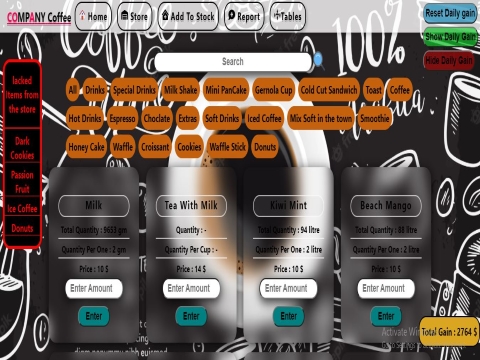 COMPANY Coffee
Home
Store
Add To Stock
Report
Tables
Reset Daily gain
Show Daily Gain
Hide Daily Gain
Search
lacked
items from
the store
Dark
Cookies
Passion
Fruit
Ice Coffee
Donuts
All
Drinks
Special Drinks
Milk Shake
Mini PanCake
Gernola Cup
Cold Cut Sandwich
Toast
Coffee
Hot Drinks
Espresso
Choclate
Extras
Soft Drinks
Iced Coffee
Mix Soft in the town
Smoothie
Honey Cake
Waffle
Croissant
Cookies
Waffle Stick
Donuts
100%
Milk
Total Quantity : 5653 gm
Quantity Per One : 2 gm
Price : 10 $
Enter Amount
Enter
Tea With Milk
Quantity : -
Quantity Per Cup : -
Price : 14 $
Enter Amount
Enter
Kiwi Mint
Total Quantity : 94 litre
Quantity Per One : 2 litre
Price : 10 $
Enter Amount
Enter
Beach Mango
Total Quantity : 88 litre
Quantity Per One : 2 litre
Price : 10 $
Enter Amount
Enter
Total Gain : 2764 $